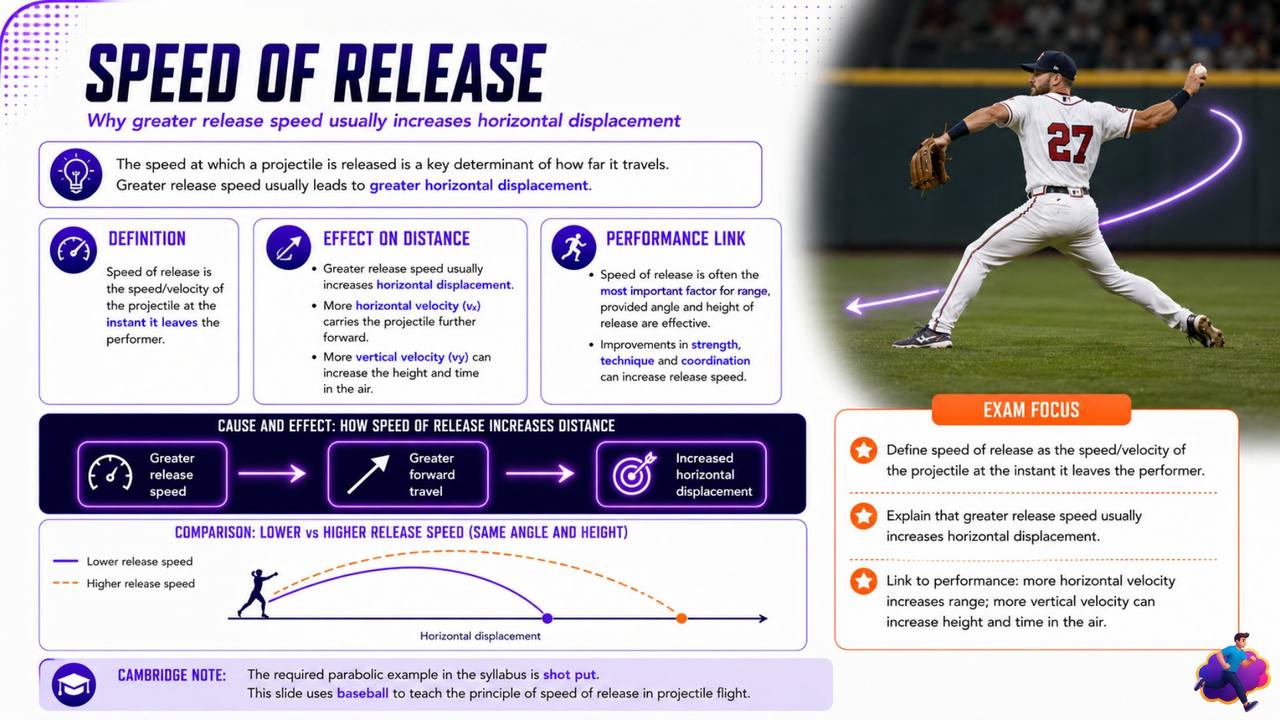 SPEED OF RELEASE
Why greater release speed usually increases horizontal displacement
The speed at which a projectile is released is a key determinant of how far it travels.
Greater release speed usually leads to greater horizontal displacement.
DEFINITION
Speed of release is
the speed/velocity of
the projectile at the
instant it leaves the
performer.
EFFECT ON DISTANCE
• Greater release speed usually
increases horizontal displacement.
• More horizontal velocity (vₓ)
carries the projectile further
forward.
• More vertical velocity (vy) can
increase the height and time
in the air.
PERFORMANCE LINK
• Speed of release is often the
most important factor for range,
provided angle and height of
release are effective.
• Improvements in strength,
technique and coordination
can increase release speed.
27
CAUSE AND EFFECT: HOW SPEED OF RELEASE INCREASES DISTANCE
Greater
release
speed
Greater
forward
travel
Increased
horizontal
displacement
COMPARISON: LOWER vs HIGHER RELEASE SPEED (SAME ANGLE AND HEIGHT)
Lower release speed
Higher release speed
Horizontal displacement
EXAM FOCUS
Define speed of release as the speed/velocity of
the projectile at the instant it leaves the performer.
Explain that greater release speed usually
increases horizontal displacement.
Link to performance: more horizontal velocity
increases range; more vertical velocity can
increase height and time in the air.
CAMBRIDGE NOTE:
The required parabolic example in the syllabus is shot put.
This slide uses baseball to teach the principle of speed of release in projectile flight.